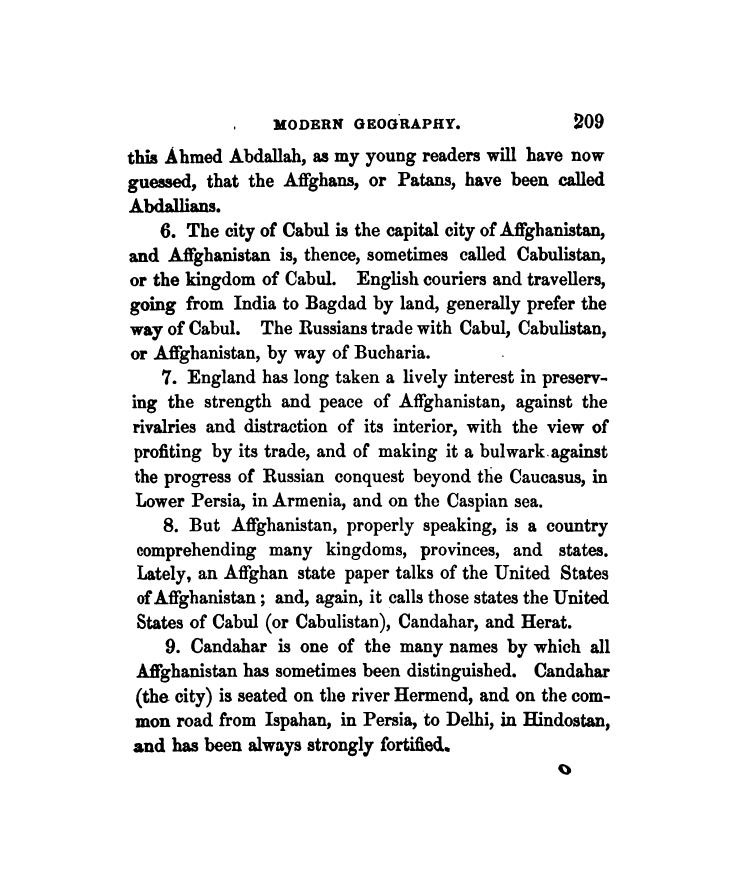 MODERN GEOGRAPHY. 209
this Ahmed Abdallah, as my young readers will have now
guessed, that the Affghans, or Patans, have been called
Abdallians.
6. The city of Cabul is the capital city of Affghanistan,
and Affghanistan is, thence, sometimes called Cabulistan,
or the kingdom of Cabul. English couriers and travellers,
going from India to Bagdad by land, generally prefer the
way of Cabul. The Russians trade with Cabul, Cabulistan,
or Affghanistan, by way of Bucharia.
7. England has long taken a lively interest in preserv-
ing the strength and peace of Affghanistan, against the
rivalries and distraction of its interior, with the view of
profiting by its trade, and of making it a bulwark against
the progress of Russian conquest beyond the Caucasus, in
Lower Persia, in Armenia, and on the Caspian sea.
8. But Affghanistan, properly speaking, is a country
comprehending many kingdoms, provinces, and states.
Lately, an Affghan state paper talks of the United States
of Affghanistan; and, again, it calls those states the United
States of Cabul (or Cabulistan), Candahar, and Herat.
9. Candahar is one of the many names by which all
Affghanistan has sometimes been distinguished. Candahar
(the city) is seated on the river Hermend, and on the com-
mon road from Ispahan, in Persia, to Delhi, in Hindostan,
and has been always strongly fortified.
O